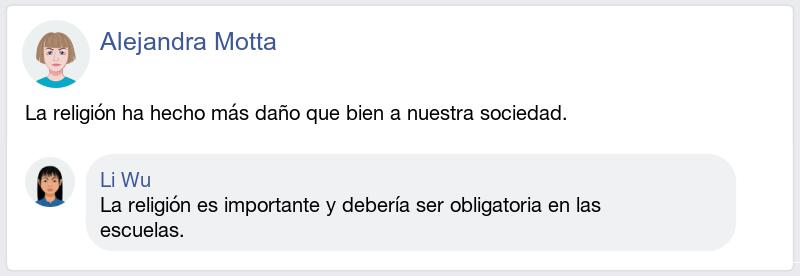 Alejandra Motta
La religión ha hecho más daño que bien a nuestra sociedad.
Li Wu
La religión es importante y debería ser obligatoria en las
escuelas.